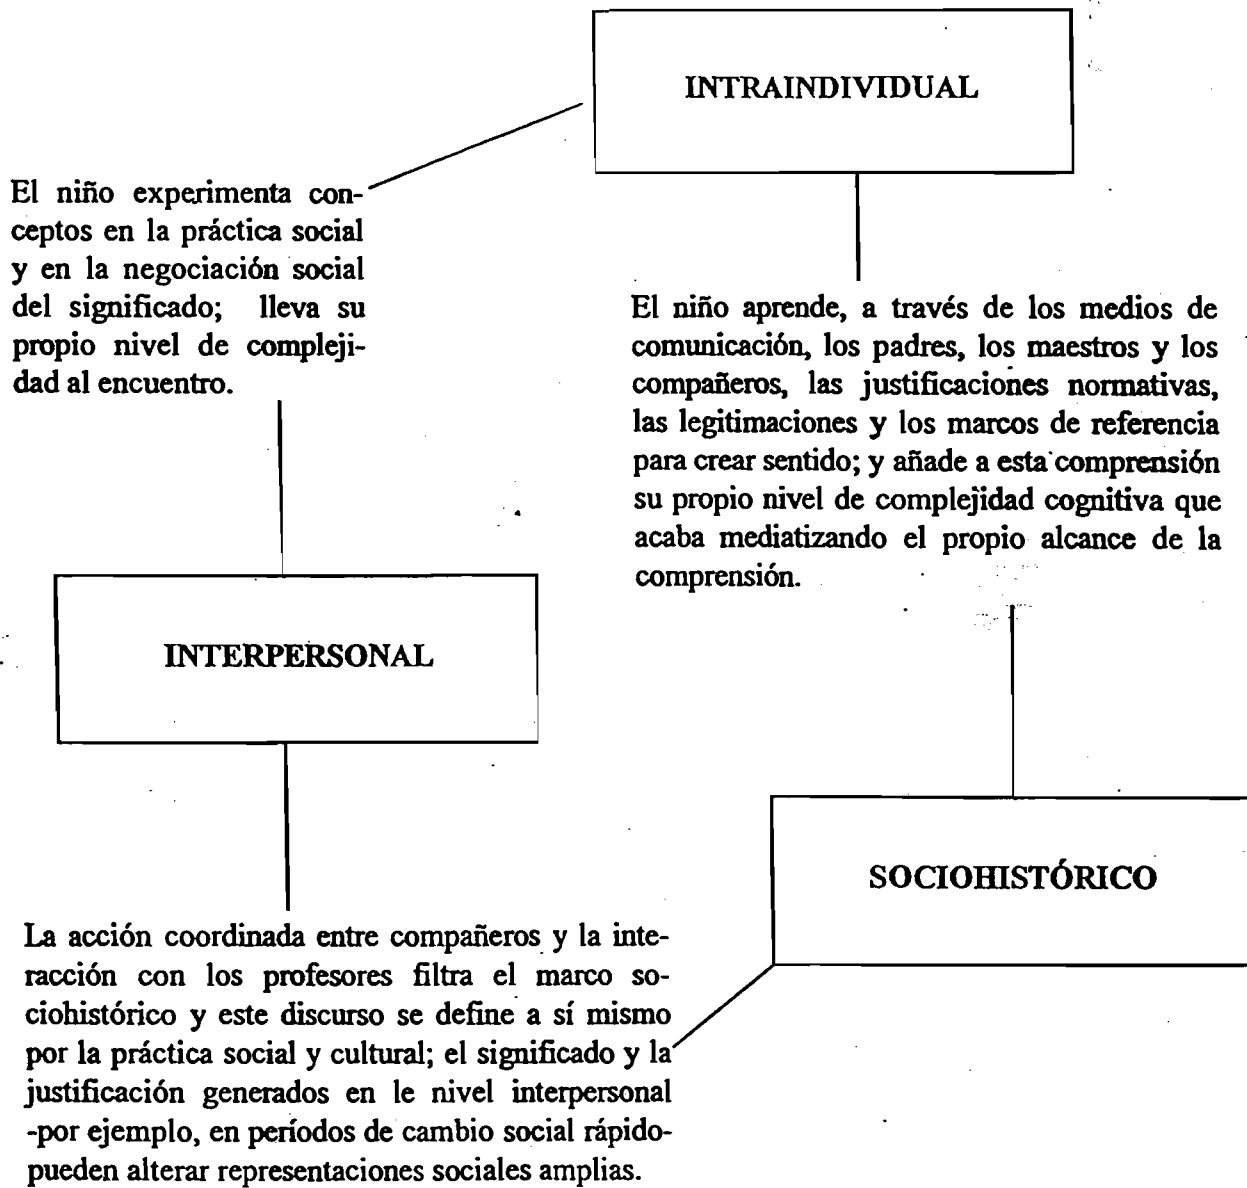 INTRAINDIVIDUAL
El niño experimenta con-
ceptos en la práctica social
y en la negociación social
del significado; lleva su
propio nivel de compleji-
dad al encuentro.
El niño aprende, a través de los medios de
comunicación, los padres, los maestros y los
compañeros, las justificaciones normativas,
las legitimaciones y los marcos de referencia
para crear sentido; y añade a esta comprensión
su propio nivel de complejidad cognitiva que
acaba mediatizando el propio alcance de la
comprensión.
INTERPERSONAL
SOCIOHISTÓRICO
La acción coordinada entre compañeros y la inte-
racción con los profesores filtra el marco so-
ciohistórico y este discurso se define a sí mismo
por la práctica social y cultural; el significado y la
justificación generados en le nivel interpersonal
-por ejemplo, en períodos de cambio social rápido-
pueden alterar representaciones sociales amplias.